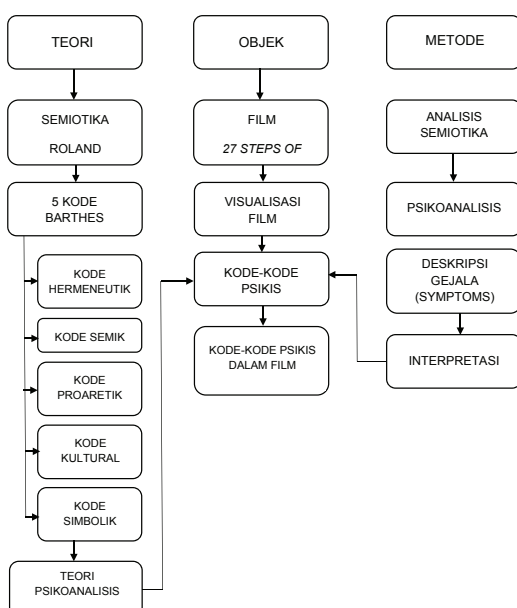 TEORI
SEMIOTIKA
ROLAND
5 KODE
BARTHES
KODE
HERMENEUTIK
KODE SEMIK
KODE
PROARETIK
KODE
KULTURAL
KODE
SIMBOLIK
TEORI
PSIKOANALISIS
OBJEK
FILM
27 STEPS OF
VISUALISASI
FILM
KODE-KODE
PSIKIS
KODE-KODE PSIKIS
DALAM FILM
METODE
ANALISIS
SEMIOTIKA
PSIKOANALISIS
DESKRIPSI
GEJALA
(SYMPTOMS)
INTERPRETASI